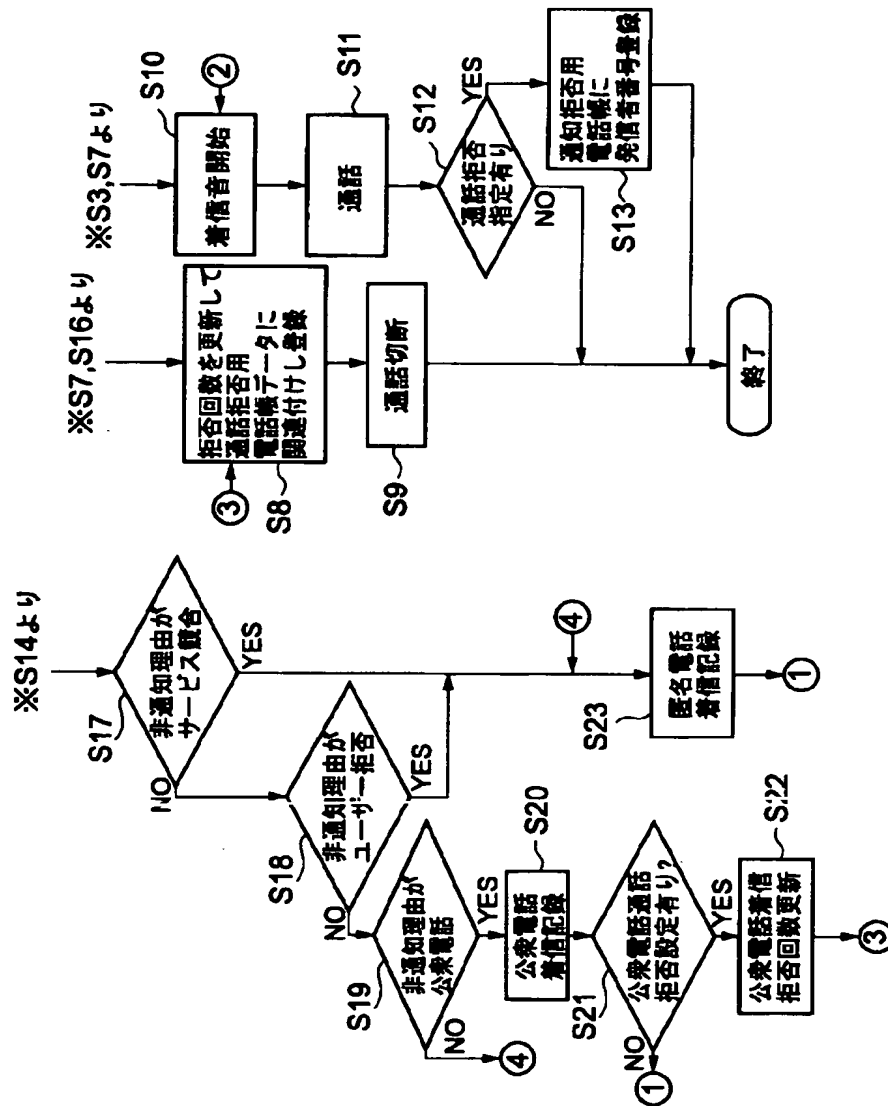 ※S14より
S17
非通知理由が
サービス競合
YES
NO
S18
非通知理由が
ユーザー拒否
YES
NO
S19
非通知理由が
公衆電話
YES
NO
④
S20
公衆電話
着信記録
S21
公衆電話通話
拒否設定有り?
YES
NO
①
S22
公衆電話着信
拒否回数更新
③
④
S23
匿名電話
着信記録
①
※S7,S16より
拒否回数を更新して
通話拒否用
電話帳データに
関連付けし登録
③
S8
通話切断
S9
※S3,S7より
S10
着信音開始
②
S11
通話
S12
通話拒否
指定有り
YES
NO
通知拒否用
電話帳に
発信者番号登録
S13
終了